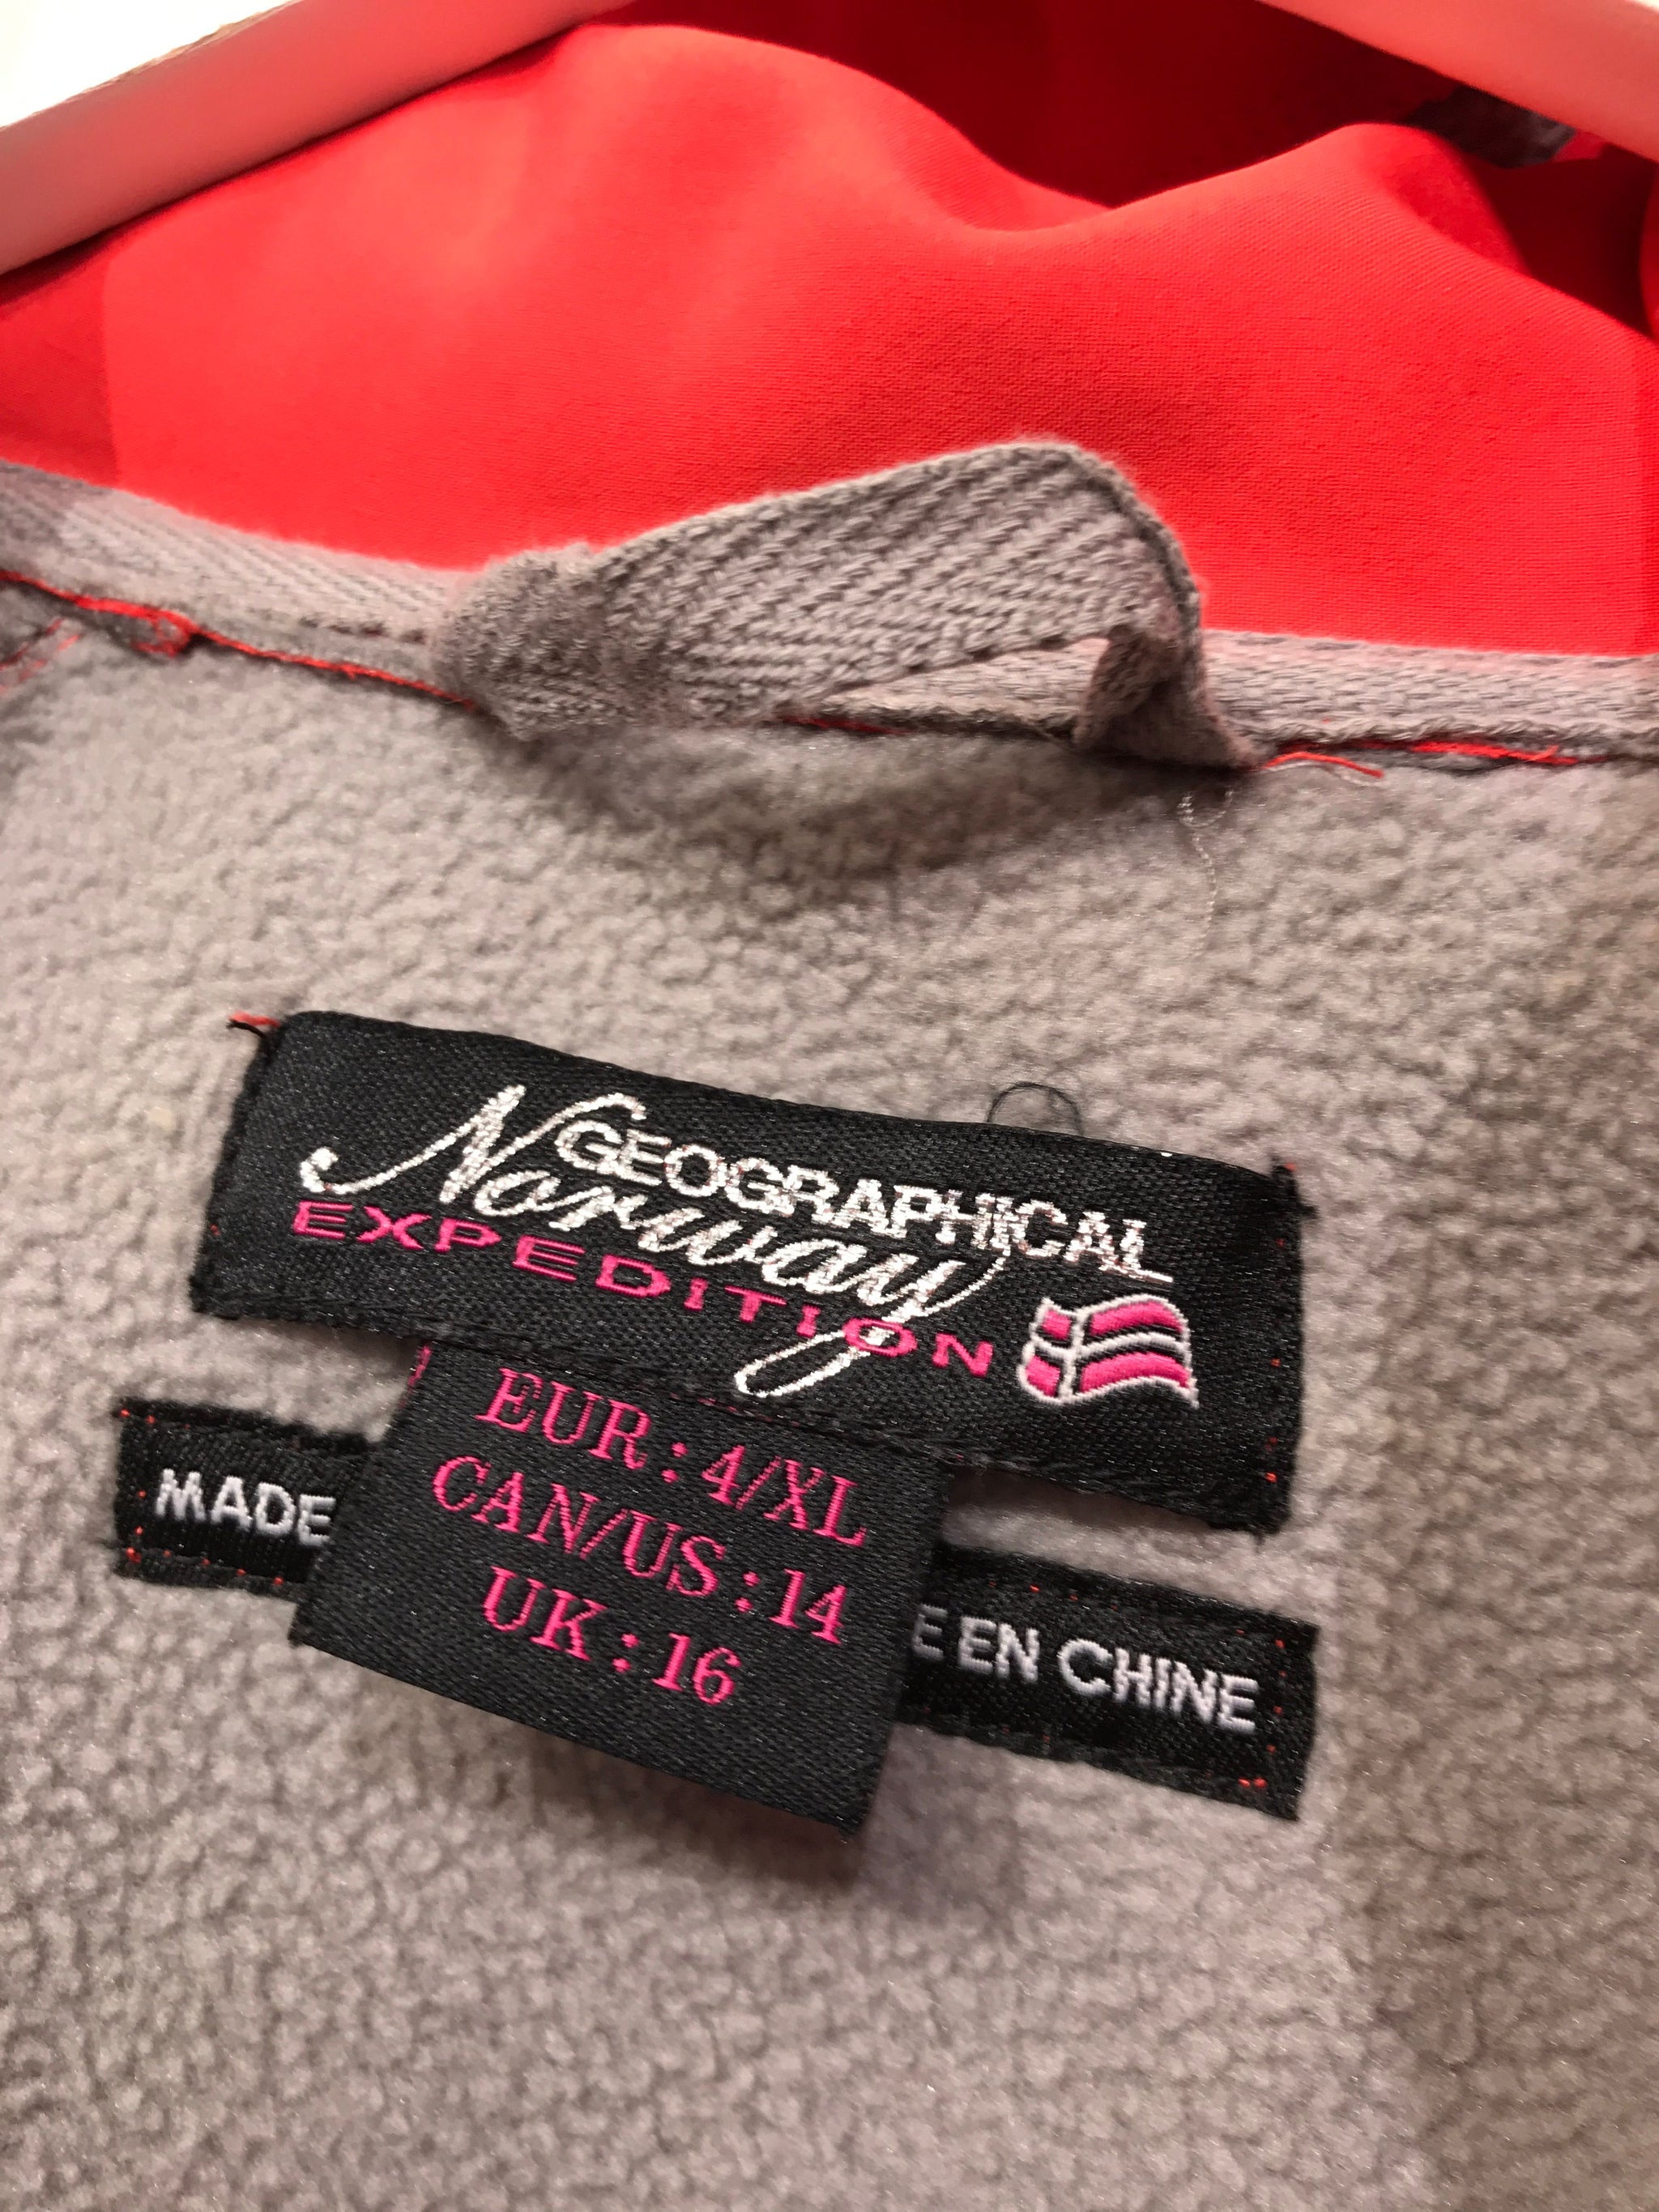 GEOGRAPHICAL
Norway
EXPEDITION
EUR : 4/XL
CAN/US : 14
UK : 16
MADE
EN CHINE